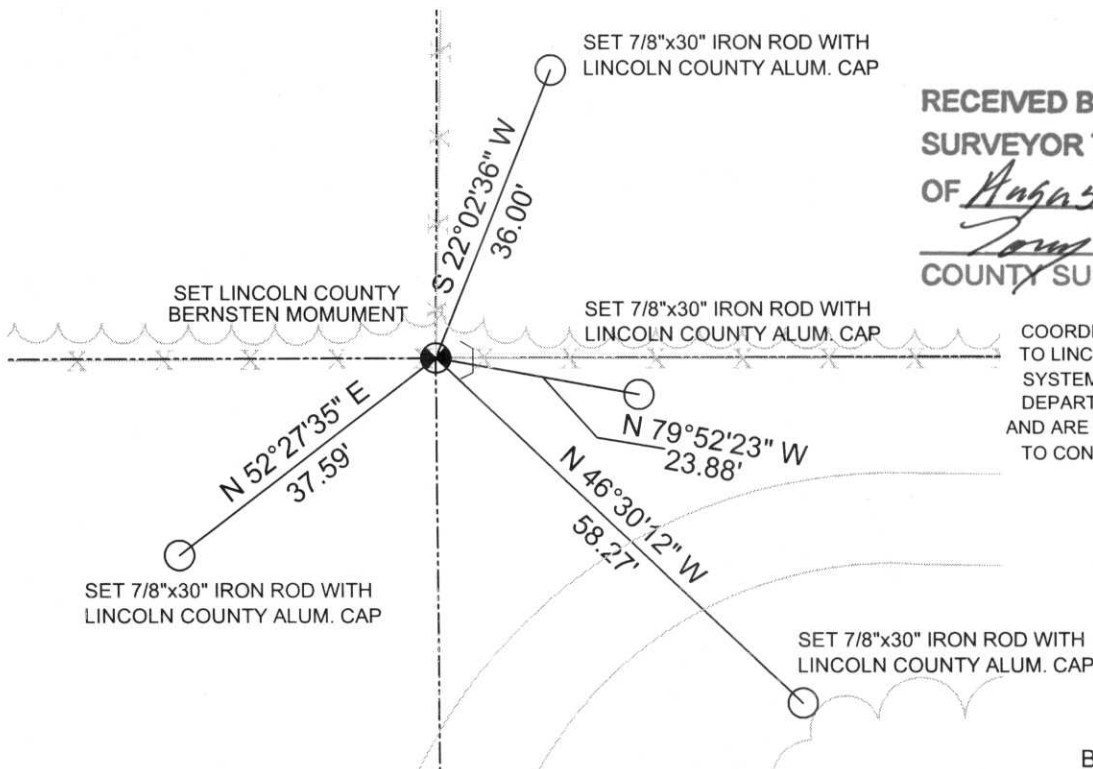 SET 7/8"x30" IRON ROD WITH
LINCOLN COUNTY ALUM. CAP
RECEIVED B
SURVEYOR
OF
COUNTY SU
S 22°02'36" W
36.00'
SET LINCOLN COUNTY
BERNSTEN MOMUMENT
SET 7/8"x30" IRON ROD WITH
LINCOLN COUNTY ALUM. CAP
COORDI
TO LINC
SYSTEM
DEPART
AND ARE
TO CON
N 52°27'35" E
37.59'
N 79°52'23" W
23.88'
N 46°30'12" W
58.27'
SET 7/8"x30" IRON ROD WITH
LINCOLN COUNTY ALUM. CAP
SET 7/8"x30" IRON ROD WITH
LINCOLN COUNTY ALUM. CAP
B